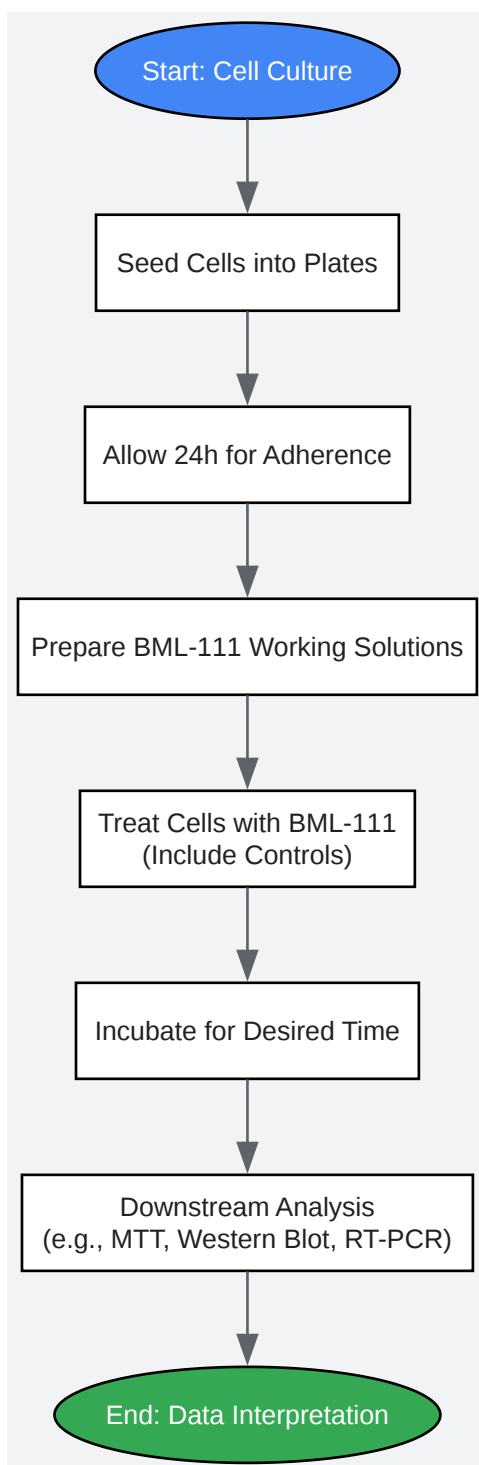 Start: Cell Culture
Seed Cells into Plates
Allow 24h for Adherence
Prepare BML-111 Working Solutions
Treat Cells with BML-111
(Include Controls)
Incubate for Desired Time
Downstream Analysis
(e.g., MTT, Western Blot, RT-PCR)
End: Data Interpretation